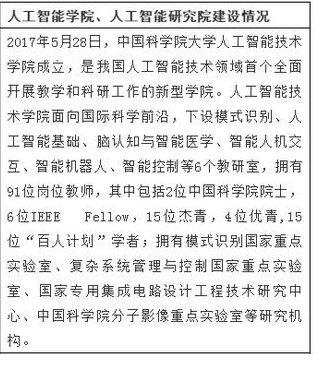 人工智能学院、人工智能研究院建设情况
2017年5月28日，中国科学院大学人工智能技术
学院成立，是我国人工智能技术领域首个全面
开展教学和科研工作的新型学院。人工智能技
术学院面向国际科学前沿，下设模式识别、人
工智能基础、脑认知与智能医学、智能人机交
互、智能机器人、智能控制等6个教研室，拥有
91位岗位教师，其中包括2位中国科学院院士，
6位IEEE Fellow，15位杰青，4位优青,15
位“百人计划”学者；拥有模式识别国家重点
实验室、复杂系统管理与控制国家重点实验
室、国家专用集成电路设计工程技术研究中
心、中国科学院分子影像重点实验室等研究机
构。